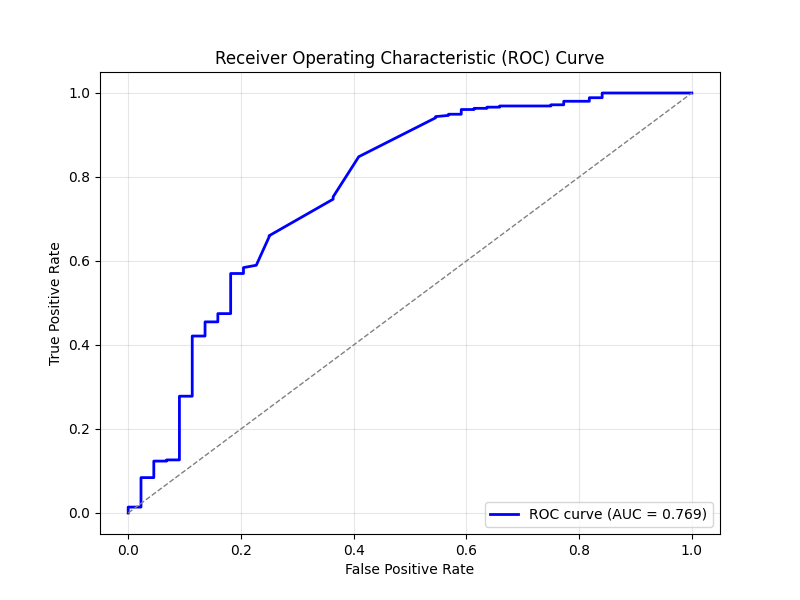 Receiver Operating Characteristic (ROC) Curve
True Positive Rate
1.0
0.8
0.6
0.4
0.2
0.0
ROC curve (AUC = 0.769)
0.0 0.2 0.4 0.6 0.8 1.0
False Positive Rate